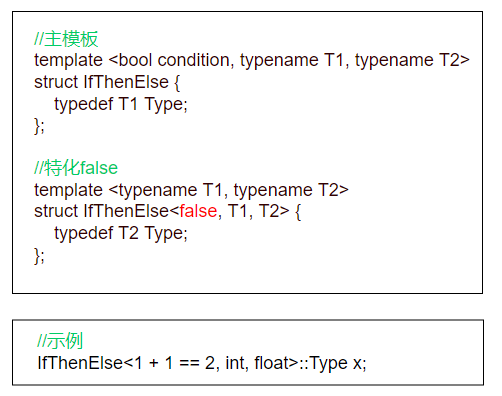 //主模板
template <bool condition, typename T1, typename T2>
struct IfThenElse {
typedef T1 Type;
};
//特化false
template <typename T1, typename T2>
struct IfThenElse<false, T1, T2> {
typedef T2 Type;
};
//示例
IfThenElse<1 + 1 == 2, int, float>::Type x;